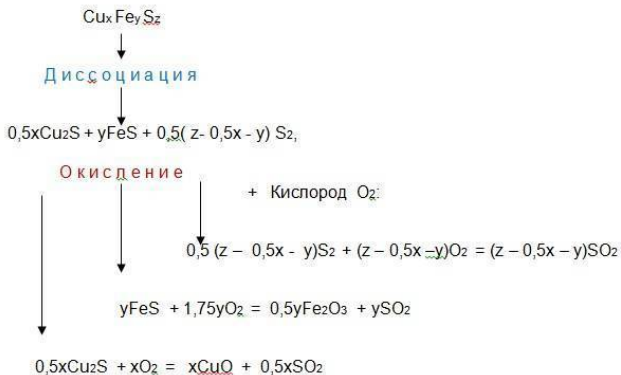 CuxFeySz
Диссоциация
0,5xCu2S + yFeS + 0,5( z- 0,5x - y) S2,
Окисление
+ Кислород O2:
0,5 (z – 0,5x - y)S2 + (z – 0,5x –y)O2 = (z – 0,5x – y)SO2
yFeS + 1,75yO2 = 0,5yFe2O3 + ySO2
0,5xCu2S + xO2 = xCuO + 0,5xSO2